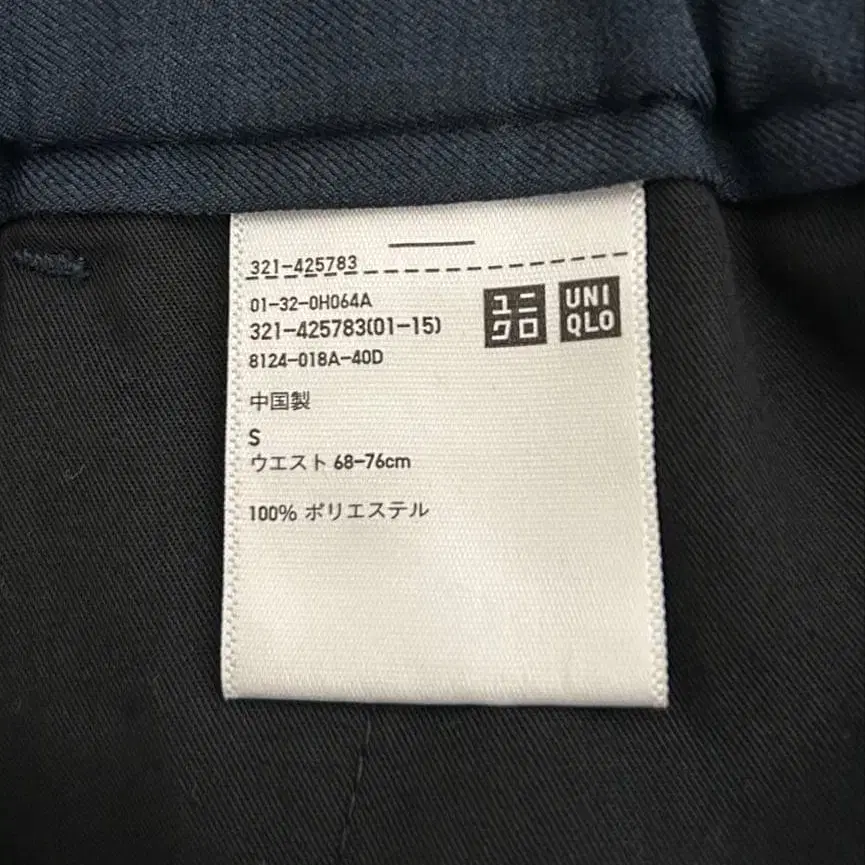 321-425783
01-32-0H064A
321-425783(01-15)
8124-018A-40D
ユニ
クロ
UNI
QLO
中国製
S
ウエスト 68-76cm
100% ポリエステル